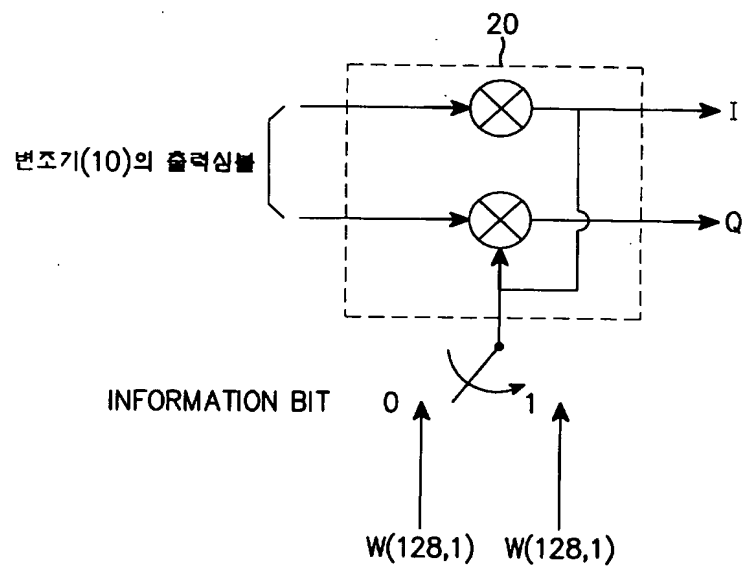 20
I
변조기(10)의 출력심볼
Q
INFORMATION BIT 0 1
W(128,1) W(128,1)